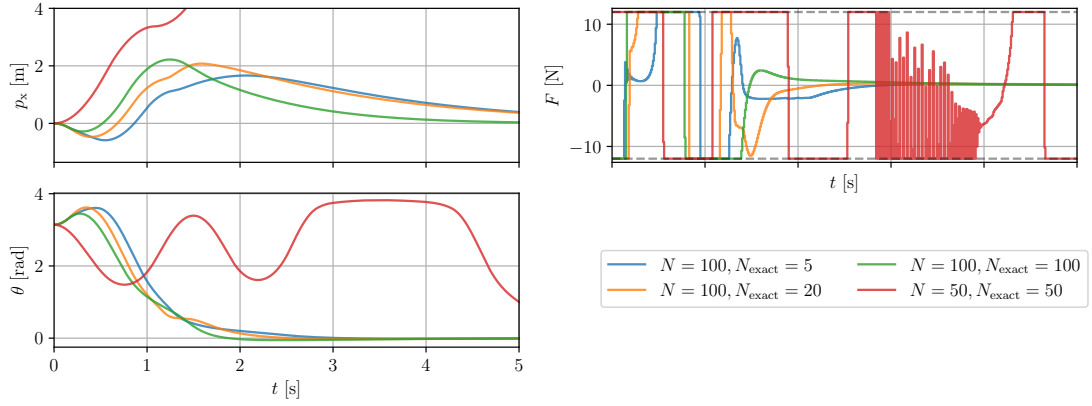 4
2
0
p_x [m]
10
0
−10
F [N]
t [s]
4
2
0
θ [rad]
0 1 2 3 4 5
t [s]
N = 100, N_exact = 5
N = 100, N_exact = 20
N = 100, N_exact = 100
N = 50, N_exact = 50